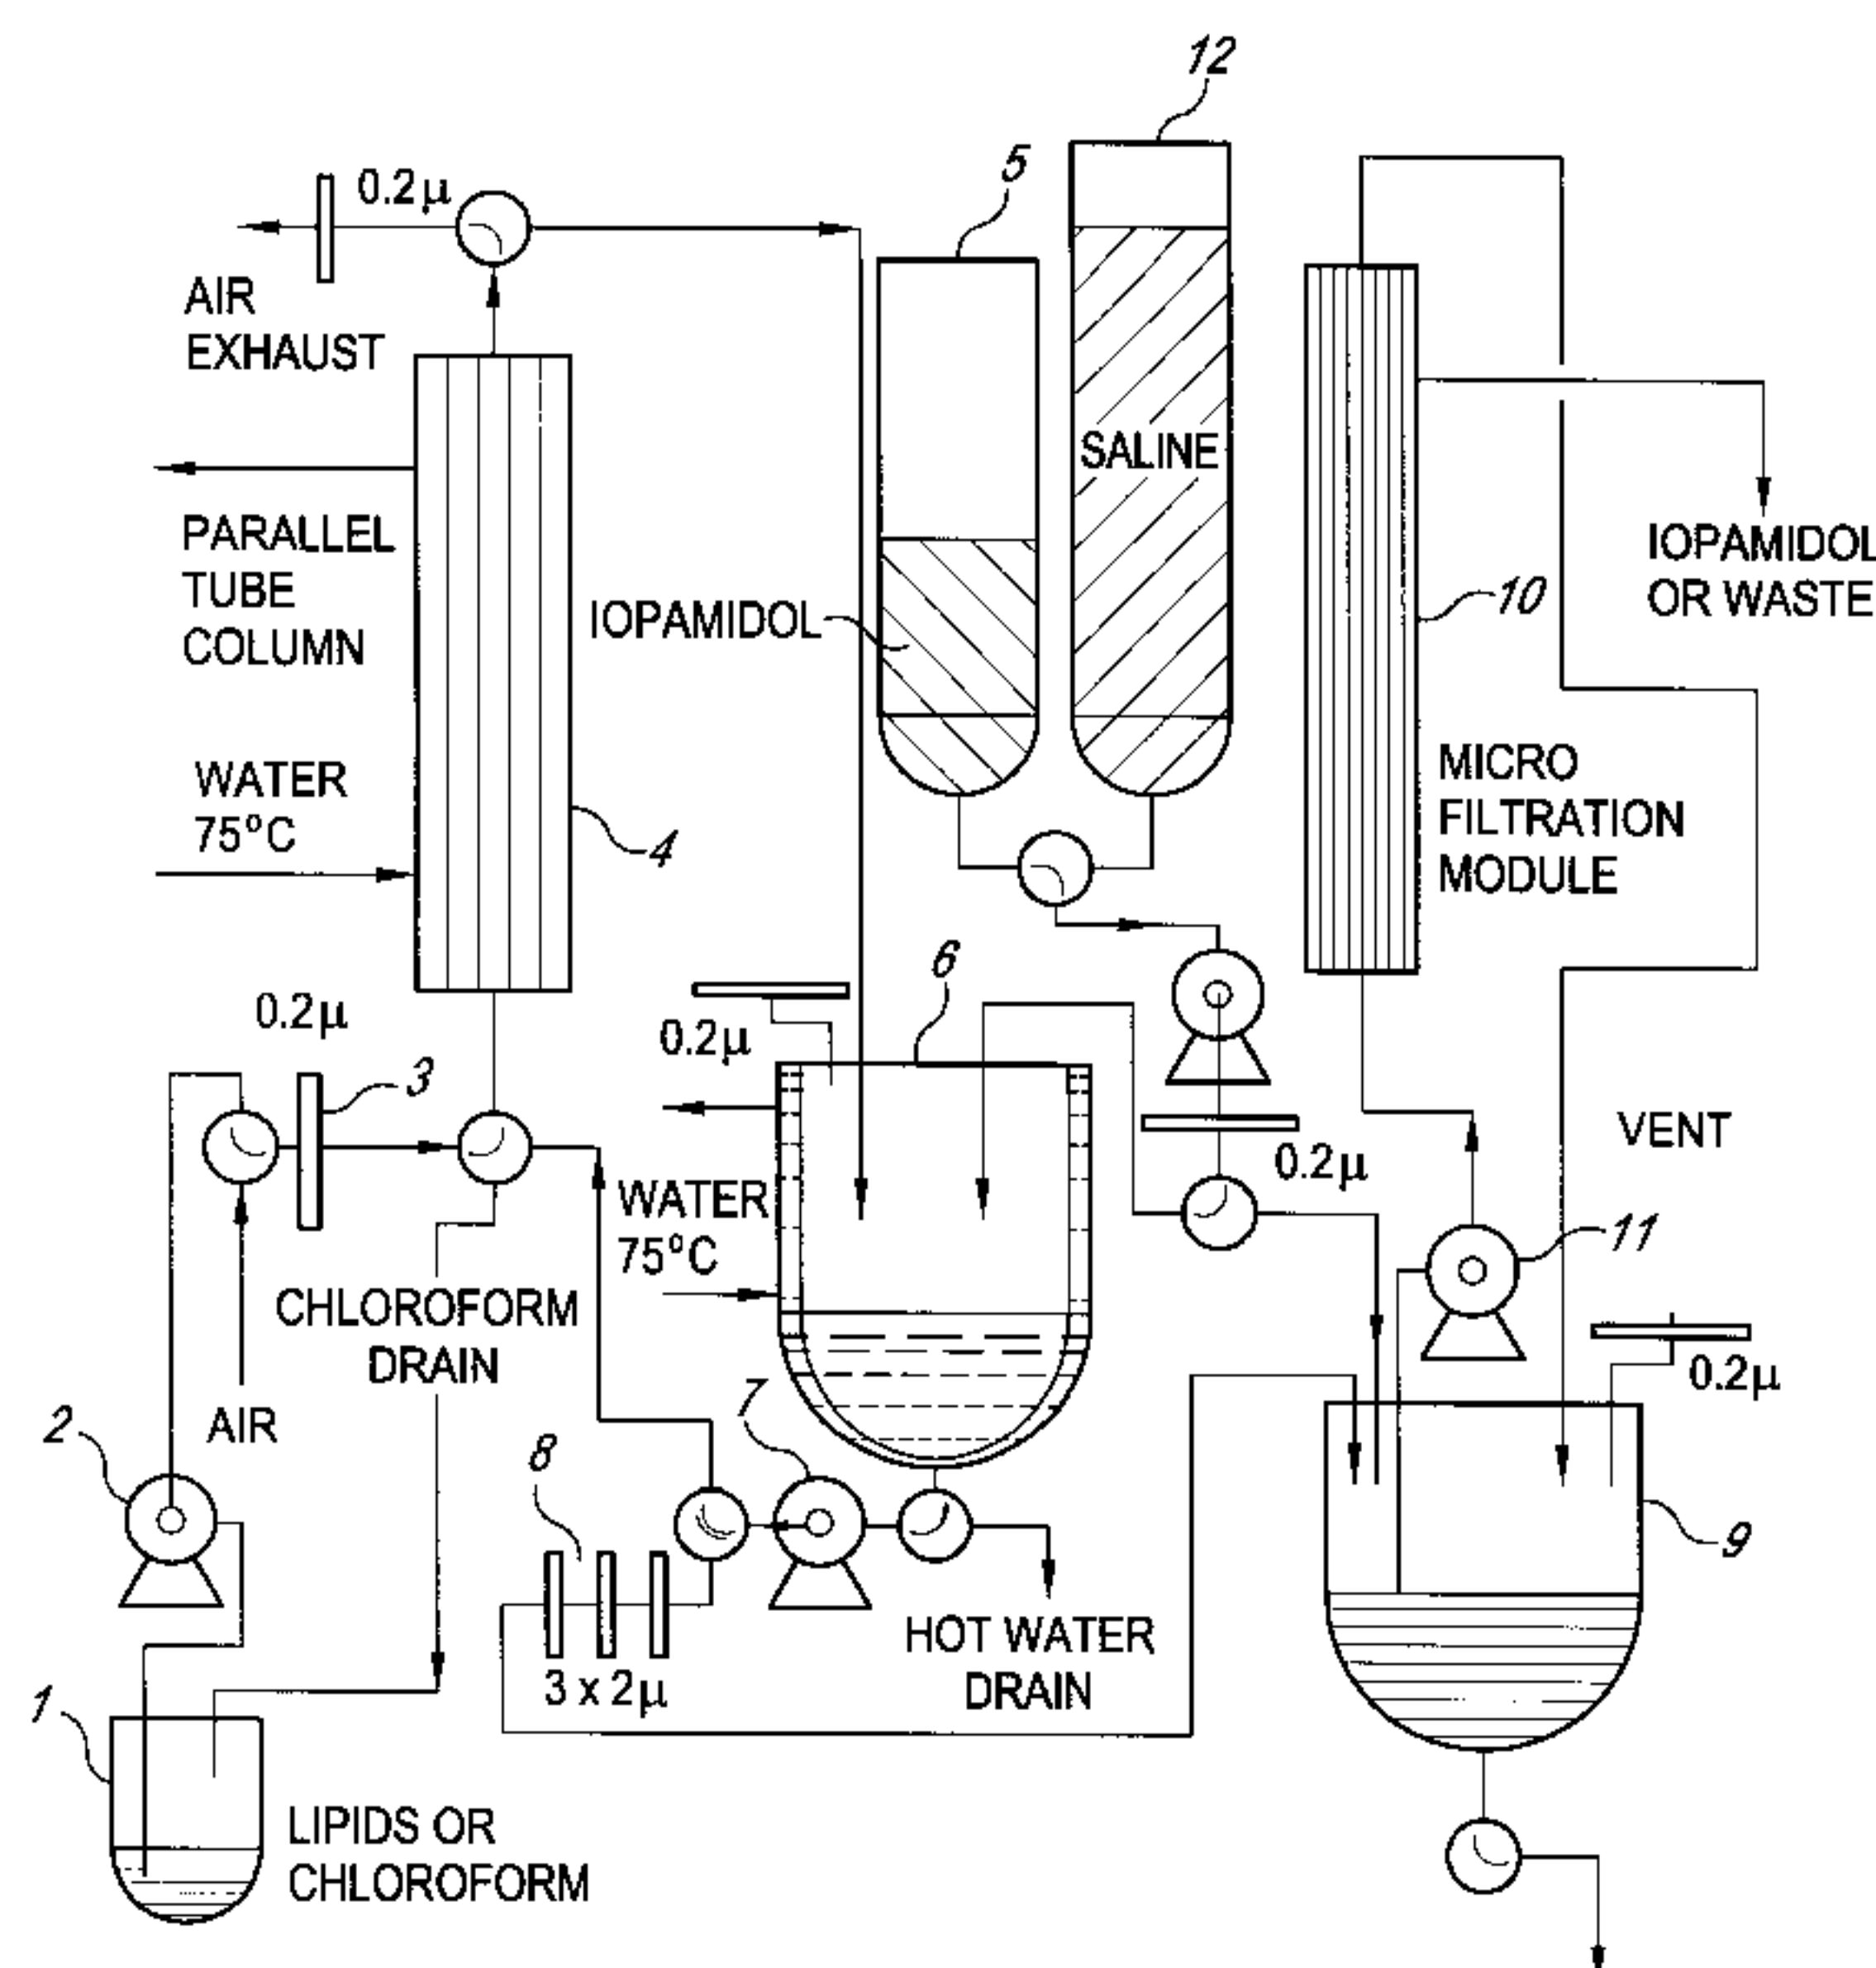 12
5
0.2μ
AIR
EXHAUST
SALINE
PARALLEL
TUBE
COLUMN
IOPAMIDOL
IOPAMIDOL
OR WASTE
10
WATER
75°C
4
MICRO
FILTRATION
MODULE
6
0.2μ
0.2μ
3
VENT
0.2μ
WATER
75°C
11
CHLOROFORM
DRAIN
0.2μ
AIR
2
7
8
9
HOT WATER
DRAIN
3 x 2μ
1
LIPIDS OR
CHLOROFORM